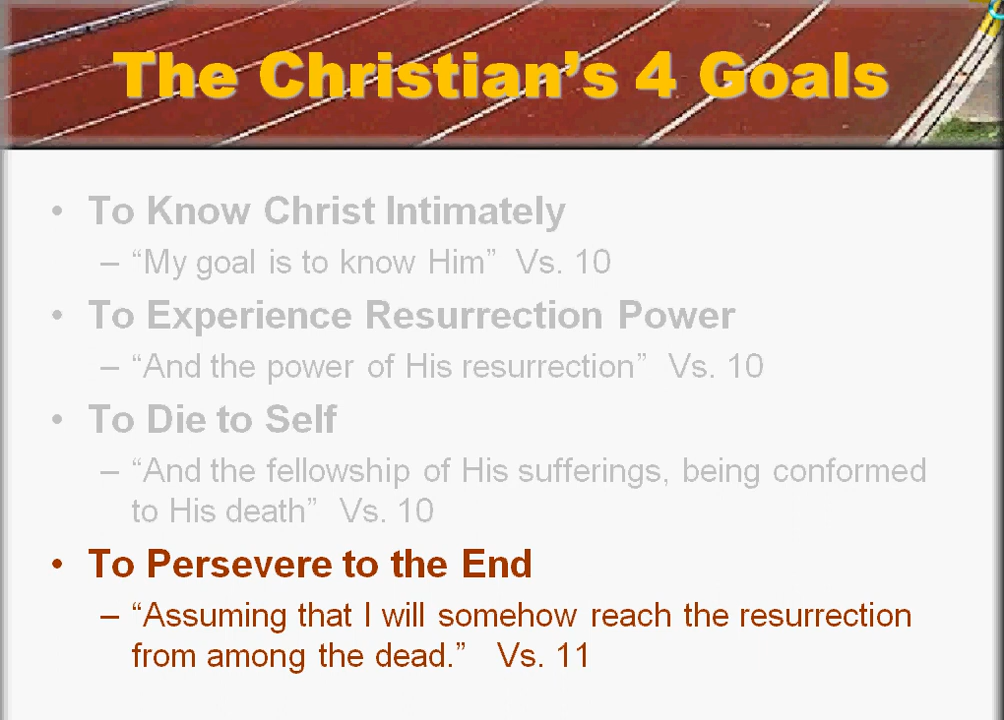 The Christian’s 4 Goals
• To Know Christ Intimately
– “My goal is to know Him”  Vs. 10
• To Experience Resurrection Power
– “And the power of His resurrection”  Vs. 10
• To Die to Self
– “And the fellowship of His sufferings, being conformed
to His death”  Vs. 10
• To Persevere to the End
– “Assuming that I will somehow reach the resurrection
from among the dead.”  Vs. 11